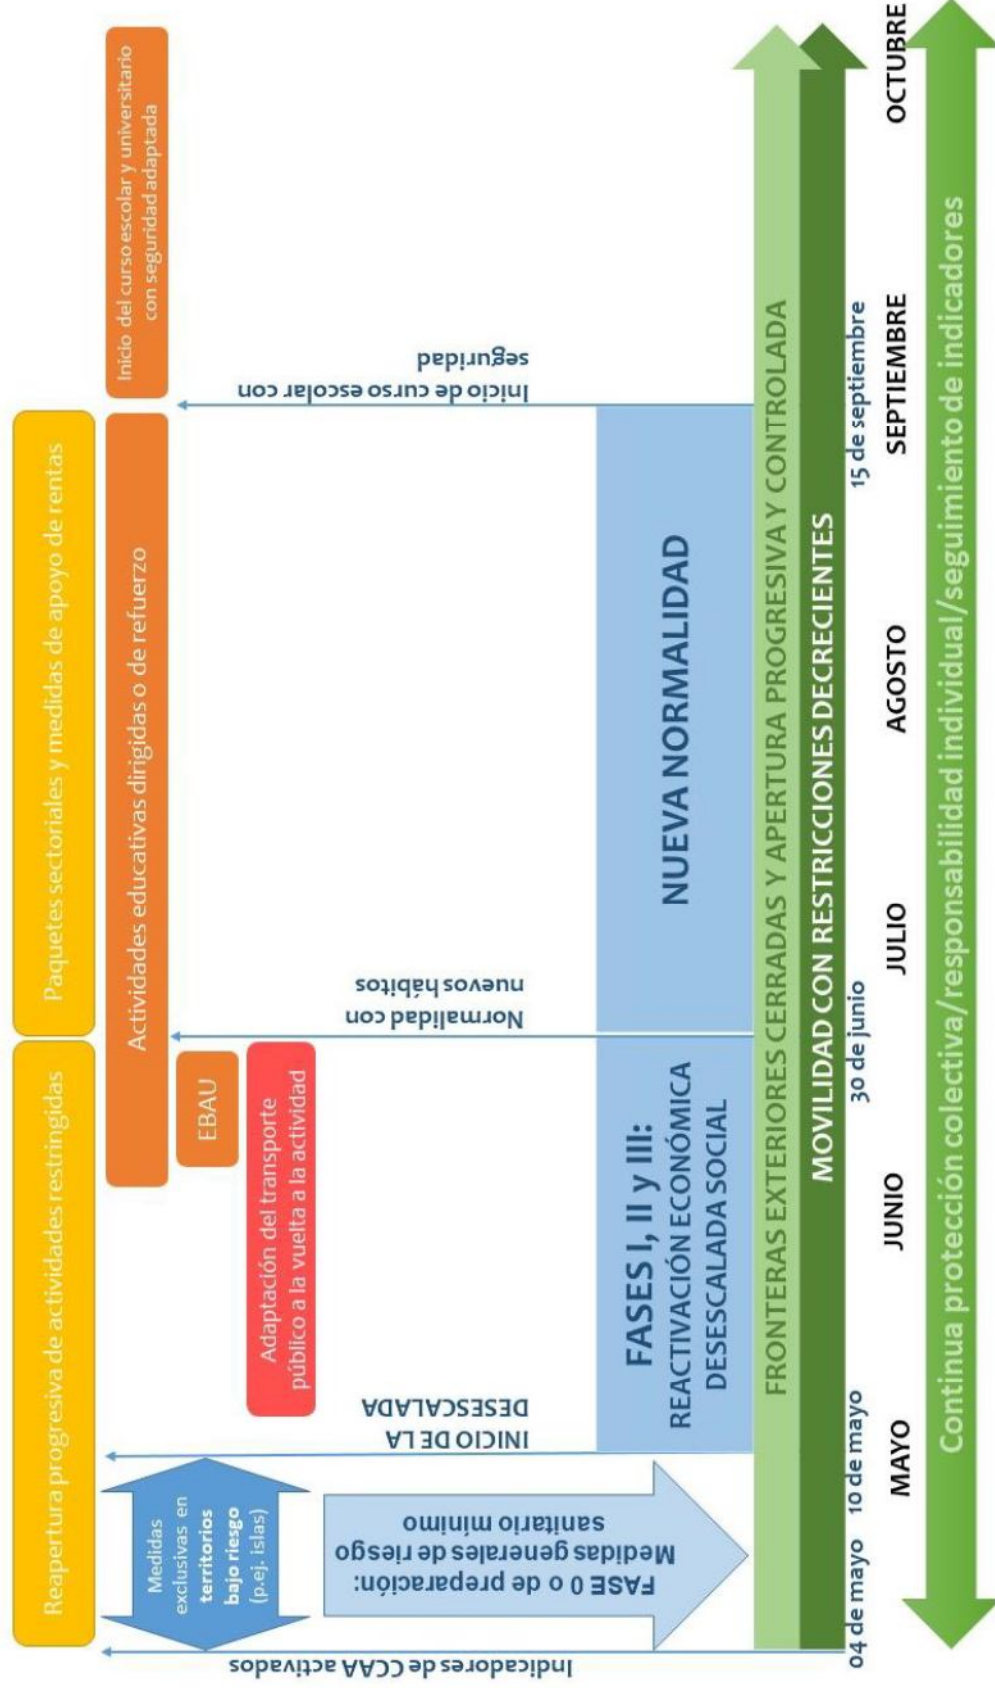 Reapertura progresiva de actividades restringidas
Paquetes sectoriales y medidas de apoyo de rentas
Actividades educativas dirigidas o de refuerzo
Inicio del curso escolar y universitario
con seguridad adaptada
EBAU
Adaptación del transporte
público a la vuelta a la actividad
Medidas
exclusivas en
territorios
bajo riesgo
(p.ej. islas)
Indicadores de CCAA activados
FASE 0 o de preparación:
Medidas generales de riesgo
sanitario mínimo
INICIO DE LA
DESESCALADA
Normalidad con
nuevos hábitos
Inicio de curso escolar con
seguridad
FASES I, II y III:
REACTIVACIÓN ECONÓMICA
DESESCALADA SOCIAL
NUEVA NORMALIDAD
FRONTERAS EXTERIORES CERRADAS Y APERTURA PROGRESIVA Y CONTROLADA
MOVILIDAD CON RESTRICCIONES DECRECIENTES
04 de mayo
10 de mayo
30 de junio
15 de septiembre
MAYO
JUNIO
JULIO
AGOSTO
SEPTIEMBRE
OCTUBRE
Continua protección colectiva/responsabilidad individual/seguimiento de indicadores